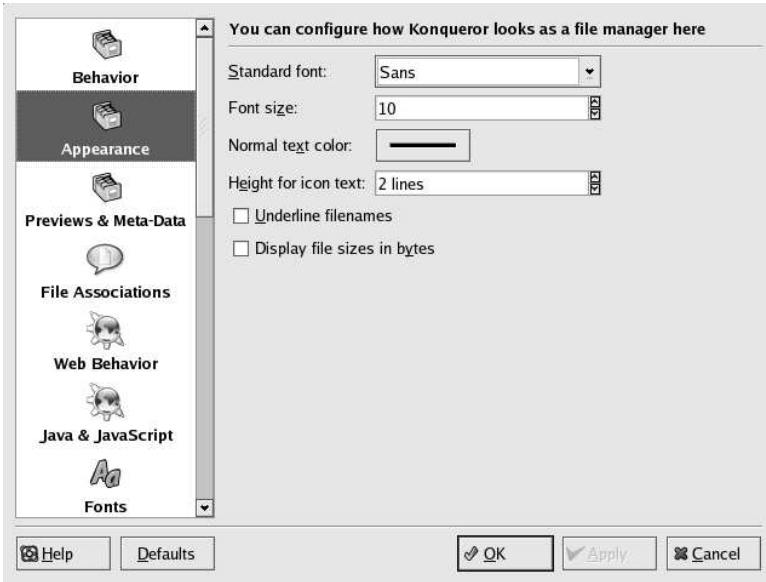 Behavior
Appearance
Previews & Meta-Data
File Associations
Web Behavior
Java & JavaScript
Fonts
You can configure how Konqueror looks as a file manager here
Standard font: Sans
Font size: 10
Normal text color:
Height for icon text: 2 lines
Underline filenames
Display file sizes in bytes
Help Defaults OK Apply Cancel